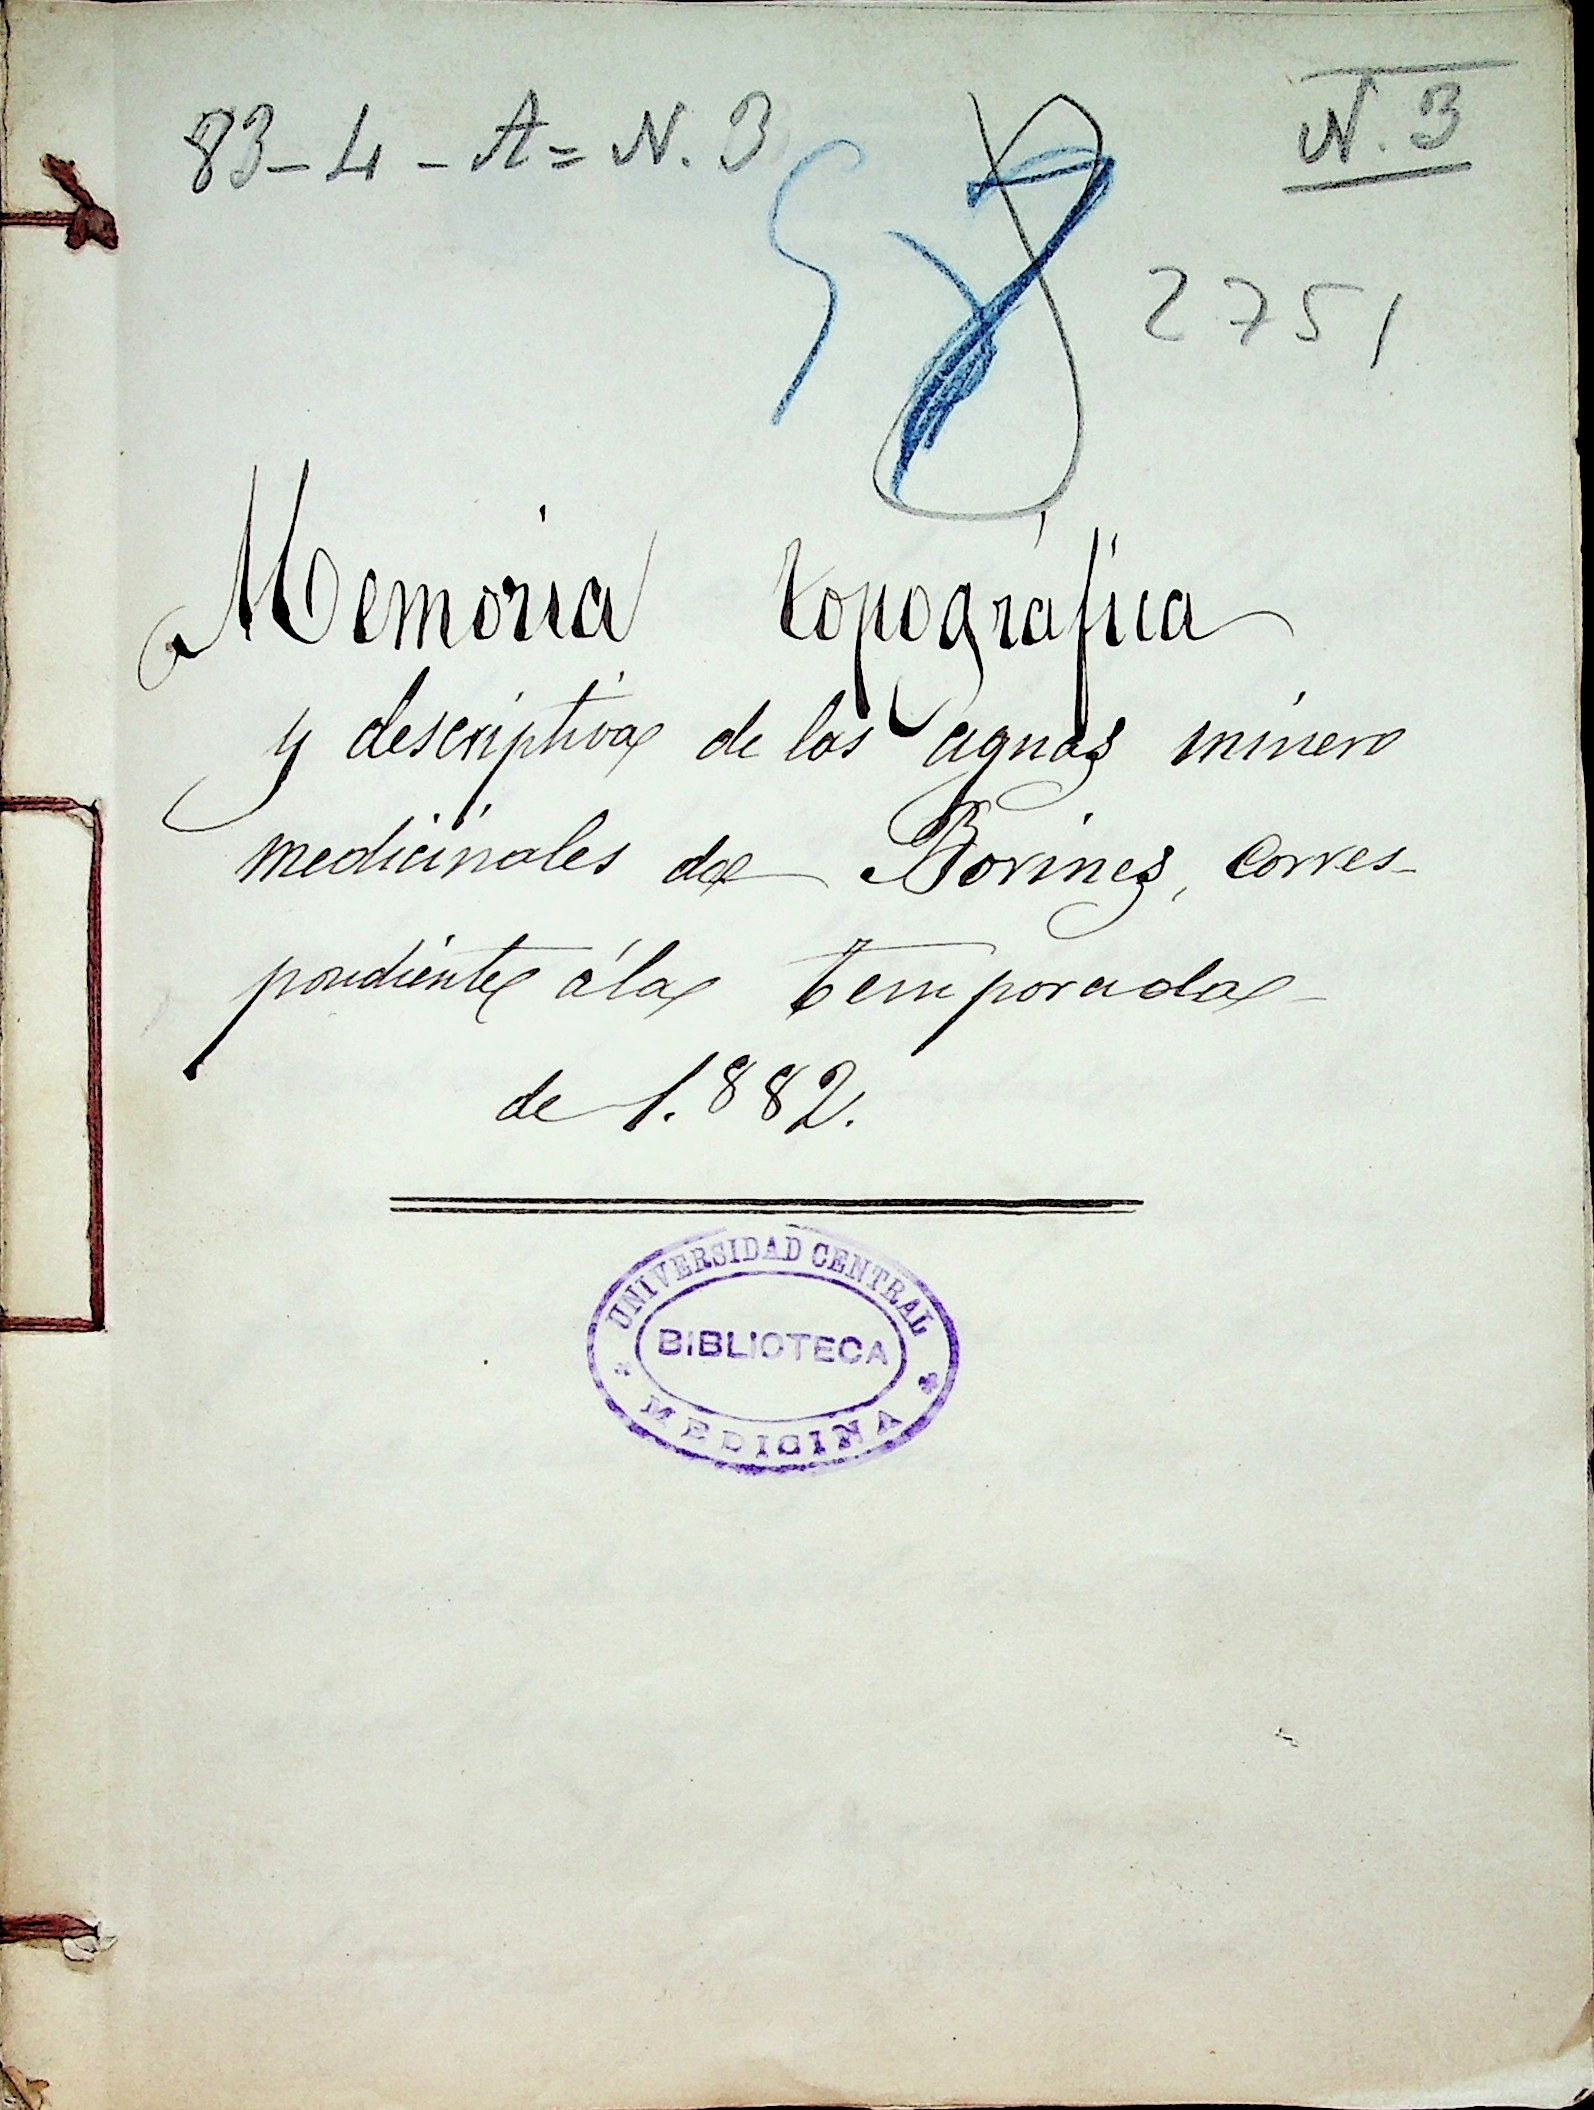 83-4-A=N.3
N.3
2751
Memoria topográfica
y descriptiva de las aguas minero
medicinales de Borines, corres-
pondiente á la temporada
de 1.882.
UNIVERSIDAD CENTRAL
BIBLIOTECA
MEDICINA